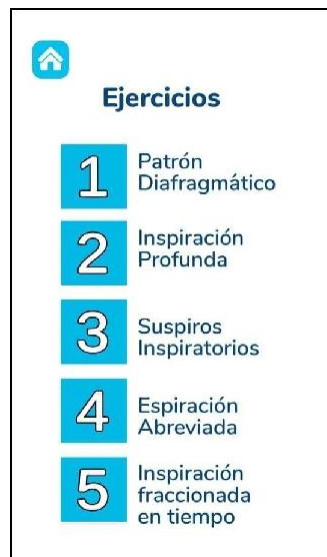 Ejercicios
1
Patrón
Diafragmático
2
Inspiración
Profunda
3
Suspiros
Inspiratorios
4
Espiración
Abreviada
5
Inspiración
fraccionada
en tiempo